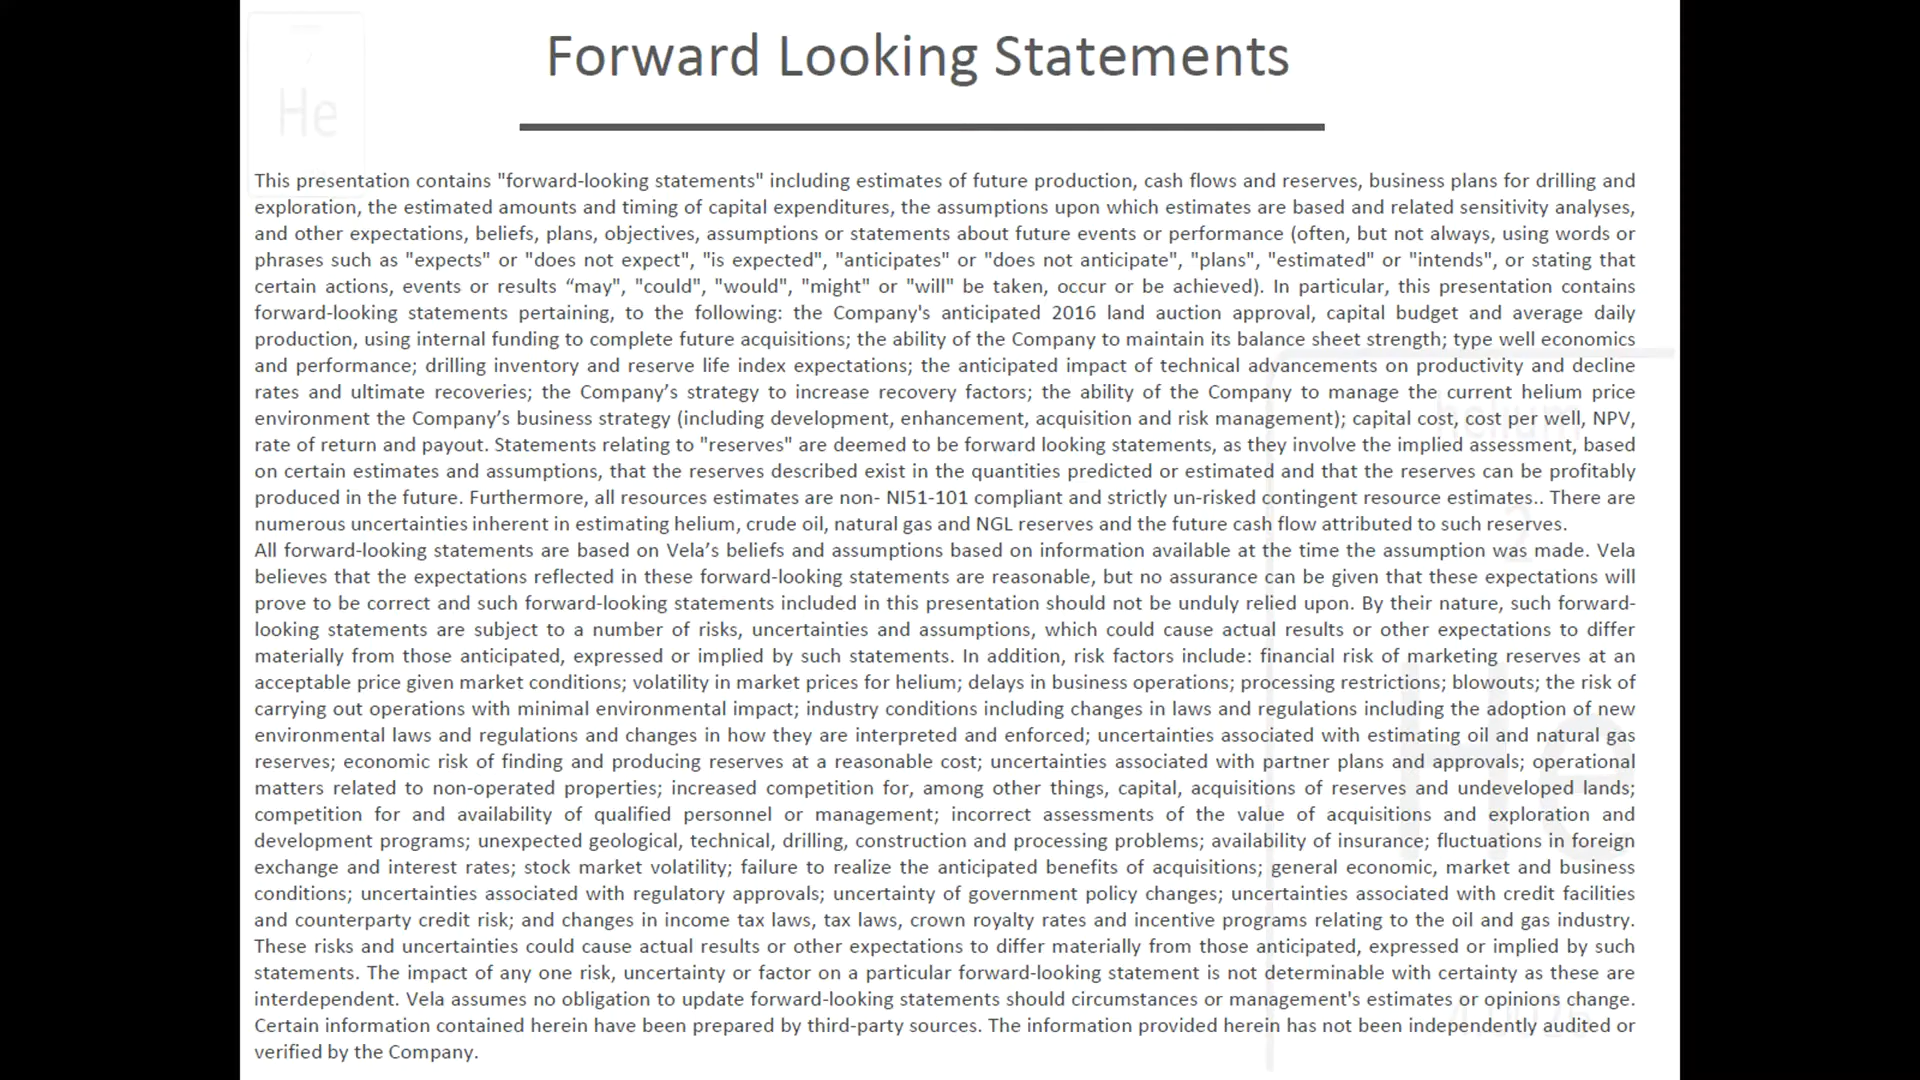 He
Forward Looking Statements
This presentation contains "forward-looking statements" including estimates of future production, cash flows and reserves, business plans for drilling and
exploration, the estimated amounts and timing of capital expenditures, the assumptions upon which estimates are based and related sensitivity analyses,
and other expectations, beliefs, plans, objectives, assumptions or statements about future events or performance (often, but not always, using words or
phrases such as "expects" or "does not expect", "is expected", "anticipates" or "does not anticipate", "plans", "estimated" or "intends", or stating that
certain actions, events or results “may", "could", "would", "might" or "will" be taken, occur or be achieved). In particular, this presentation contains
forward-looking statements pertaining, to the following: the Company's anticipated 2016 land auction approval, capital budget and average daily
production, using internal funding to complete future acquisitions; the ability of the Company to maintain its balance sheet strength; type well economics
and performance; drilling inventory and reserve life index expectations; the anticipated impact of technical advancements on productivity and decline
rates and ultimate recoveries; the Company’s strategy to increase recovery factors; the ability of the Company to manage the current helium price
environment the Company’s business strategy (including development, enhancement, acquisition and risk management); capital cost, cost per well, NPV,
rate of return and payout. Statements relating to "reserves" are deemed to be forward looking statements, as they involve the implied assessment, based
on certain estimates and assumptions, that the reserves described exist in the quantities predicted or estimated and that the reserves can be profitably
produced in the future. Furthermore, all resources estimates are non- NI51-101 compliant and strictly un-risked contingent resource estimates.. There are
numerous uncertainties inherent in estimating helium, crude oil, natural gas and NGL reserves and the future cash flow attributed to such reserves.
All forward-looking statements are based on Vela’s beliefs and assumptions based on information available at the time the assumption was made. Vela
believes that the expectations reflected in these forward-looking statements are reasonable, but no assurance can be given that these expectations will
prove to be correct and such forward-looking statements included in this presentation should not be unduly relied upon. By their nature, such forward-
looking statements are subject to a number of risks, uncertainties and assumptions, which could cause actual results or other expectations to differ
materially from those anticipated, expressed or implied by such statements. In addition, risk factors include: financial risk of marketing reserves at an
acceptable price given market conditions; volatility in market prices for helium; delays in business operations; processing restrictions; blowouts; the risk of
carrying out operations with minimal environmental impact; industry conditions including changes in laws and regulations including the adoption of new
environmental laws and regulations and changes in how they are interpreted and enforced; uncertainties associated with estimating oil and natural gas
reserves; economic risk of finding and producing reserves at a reasonable cost; uncertainties associated with partner plans and approvals; operational
matters related to non-operated properties; increased competition for, among other things, capital, acquisitions of reserves and undeveloped lands;
competition for and availability of qualified personnel or management; incorrect assessments of the value of acquisitions and exploration and
development programs; unexpected geological, technical, drilling, construction and processing problems; availability of insurance; fluctuations in foreign
exchange and interest rates; stock market volatility; failure to realize the anticipated benefits of acquisitions; general economic, market and business
conditions; uncertainties associated with regulatory approvals; uncertainty of government policy changes; uncertainties associated with credit facilities
and counterparty credit risk; and changes in income tax laws, tax laws, crown royalty rates and incentive programs relating to the oil and gas industry.
These risks and uncertainties could cause actual results or other expectations to differ materially from those anticipated, expressed or implied by such
statements. The impact of any one risk, uncertainty or factor on a particular forward-looking statement is not determinable with certainty as these are
interdependent. Vela assumes no obligation to update forward-looking statements should circumstances or management's estimates or opinions change.
Certain information contained herein have been prepared by third-party sources. The information provided herein has not been independently audited or
verified by the Company.
helium
2
He
4.0026